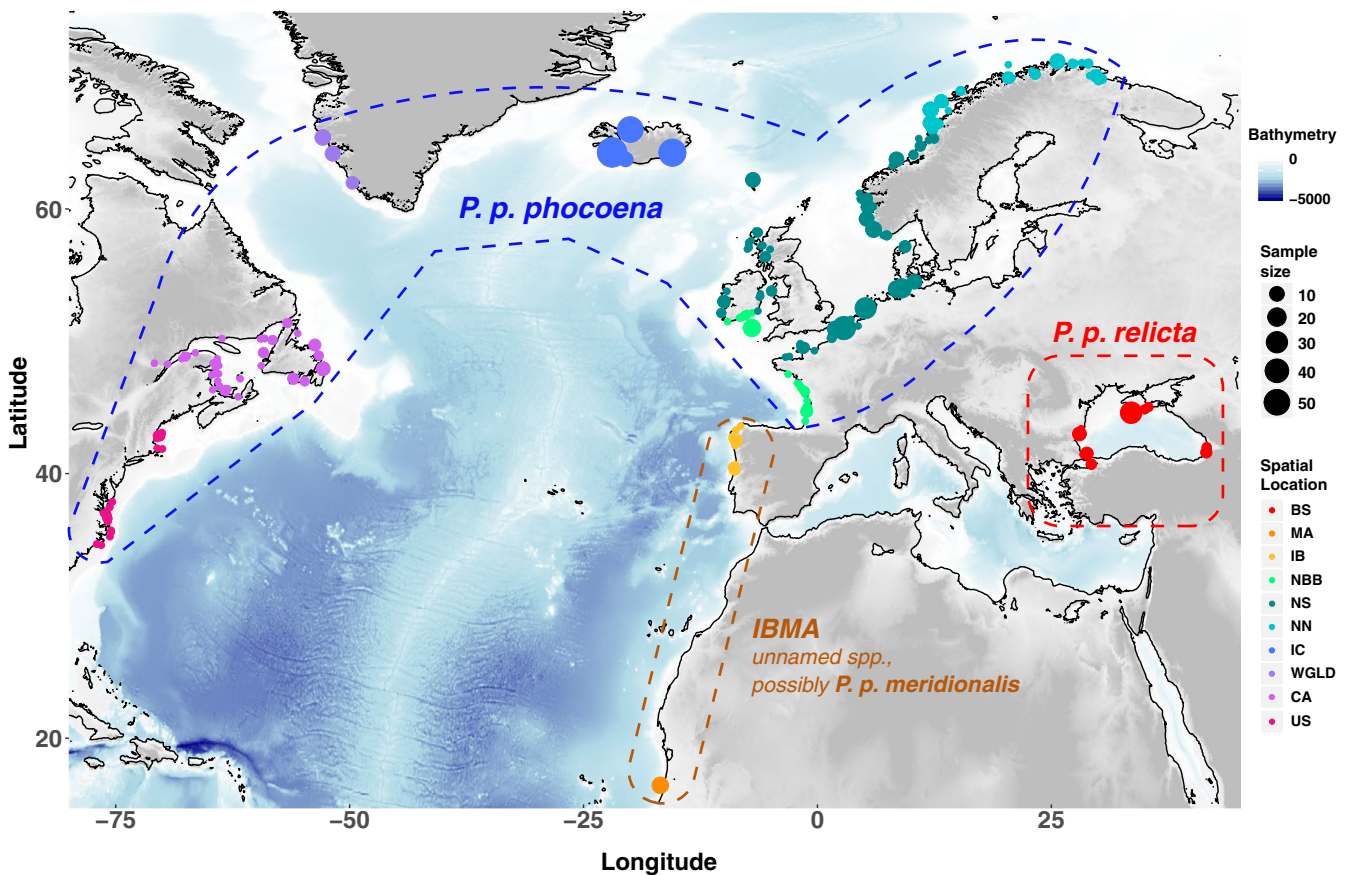 P. p. phocoena
P. p. relicta
IBMA
unnamed spp.,
possibly P. p. meridionalis
Latitude
60
40
20
−75
−50
−25
0
25
Longitude
Bathymetry
0
−5000
Sample
size
10
20
30
40
50
Spatial
Location
BS
MA
IB
NBB
NS
NN
IC
WGLD
CA
US